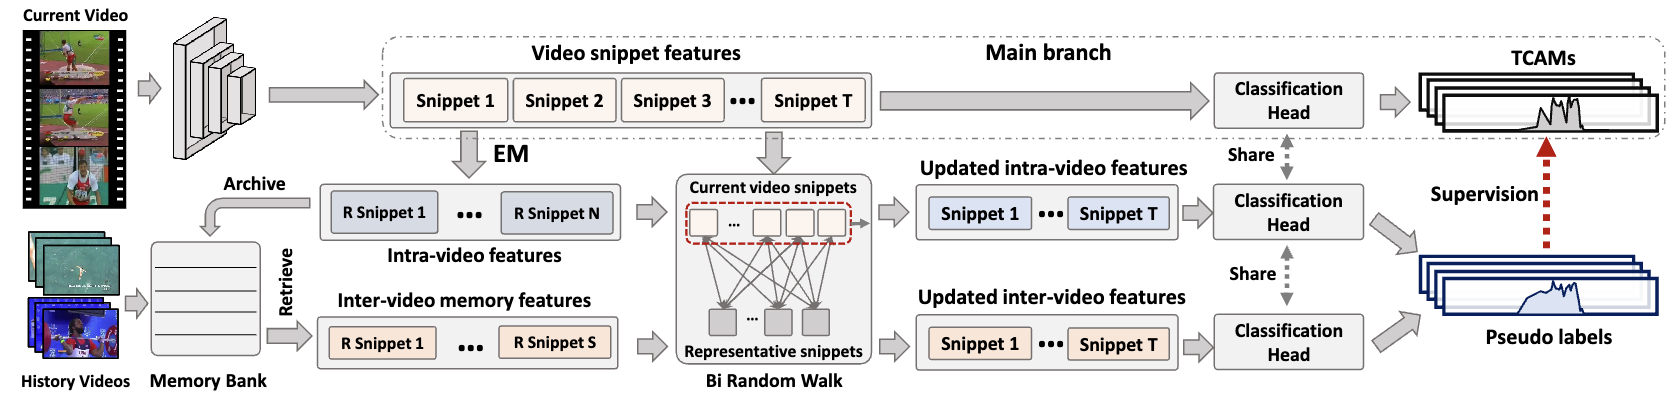 Current Video
Video snippet features
Main branch
TCAMs
Snippet 1
Snippet 2
Snippet 3
...
Snippet T
Classification
Head
EM
Share
Archive
R Snippet 1
...
R Snippet N
Intra-video features
Current video snippets
...
Updated intra-video features
Snippet 1
...
Snippet T
Classification
Head
Supervision
Retrieve
Inter-video memory features
R Snippet 1
...
R Snippet S
...
Representative snippets
Bi Random Walk
Share
Updated inter-video features
Snippet 1
...
Snippet T
Classification
Head
Pseudo labels
History Videos
Memory Bank